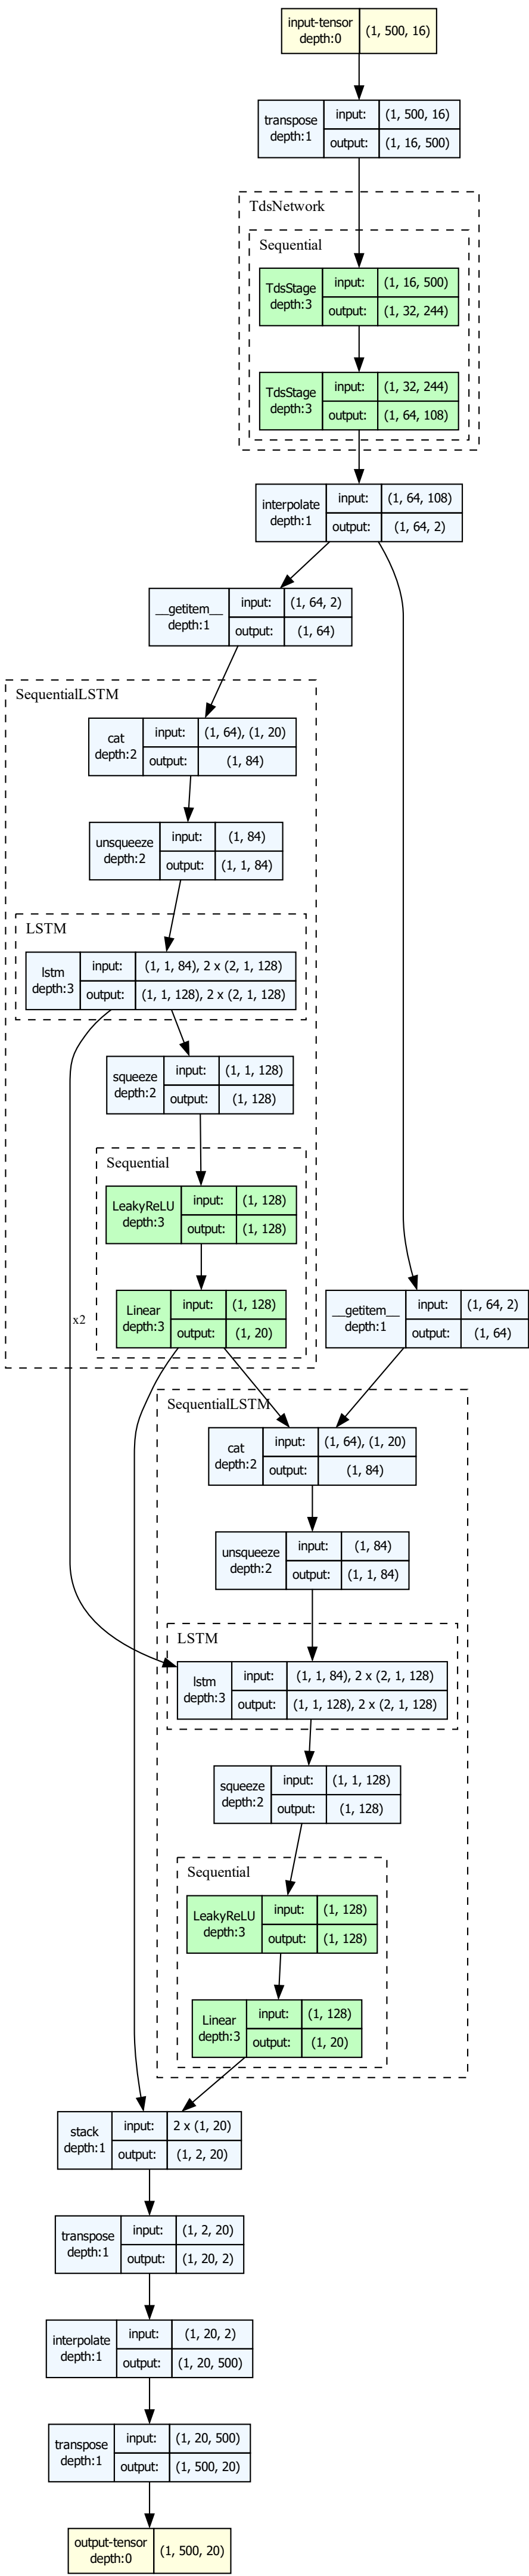 input-tensor
depth:0
(1, 500, 16)
transpose
depth:1
input:
(1, 500, 16)
output:
(1, 16, 500)
TdsNetwork
Sequential
TdsStage
depth:3
input:
(1, 16, 500)
output:
(1, 32, 244)
TdsStage
depth:3
input:
(1, 32, 244)
output:
(1, 64, 108)
interpolate
depth:1
input:
(1, 64, 108)
output:
(1, 64, 2)
__getitem__
depth:1
input:
(1, 64, 2)
output:
(1, 64)
SequentialLSTM
cat
depth:2
input:
(1, 64), (1, 20)
output:
(1, 84)
unsqueeze
depth:2
input:
(1, 84)
output:
(1, 1, 84)
LSTM
lstm
depth:3
input:
(1, 1, 84), 2 x (2, 1, 128)
output:
(1, 1, 128), 2 x (2, 1, 128)
squeeze
depth:2
input:
(1, 1, 128)
output:
(1, 128)
Sequential
LeakyReLU
depth:3
input:
(1, 128)
output:
(1, 128)
x2
Linear
depth:3
input:
(1, 128)
output:
(1, 20)
__getitem__
depth:1
input:
(1, 64, 2)
output:
(1, 64)
SequentialLSTM
cat
depth:2
input:
(1, 64), (1, 20)
output:
(1, 84)
unsqueeze
depth:2
input:
(1, 84)
output:
(1, 1, 84)
LSTM
lstm
depth:3
input:
(1, 1, 84), 2 x (2, 1, 128)
output:
(1, 1, 128), 2 x (2, 1, 128)
squeeze
depth:2
input:
(1, 1, 128)
output:
(1, 128)
Sequential
LeakyReLU
depth:3
input:
(1, 128)
output:
(1, 128)
Linear
depth:3
input:
(1, 128)
output:
(1, 20)
stack
depth:1
input:
2 x (1, 20)
output:
(1, 2, 20)
transpose
depth:1
input:
(1, 2, 20)
output:
(1, 20, 2)
interpolate
depth:1
input:
(1, 20, 2)
output:
(1, 20, 500)
transpose
depth:1
input:
(1, 20, 500)
output:
(1, 500, 20)
output-tensor
depth:0
(1, 500, 20)